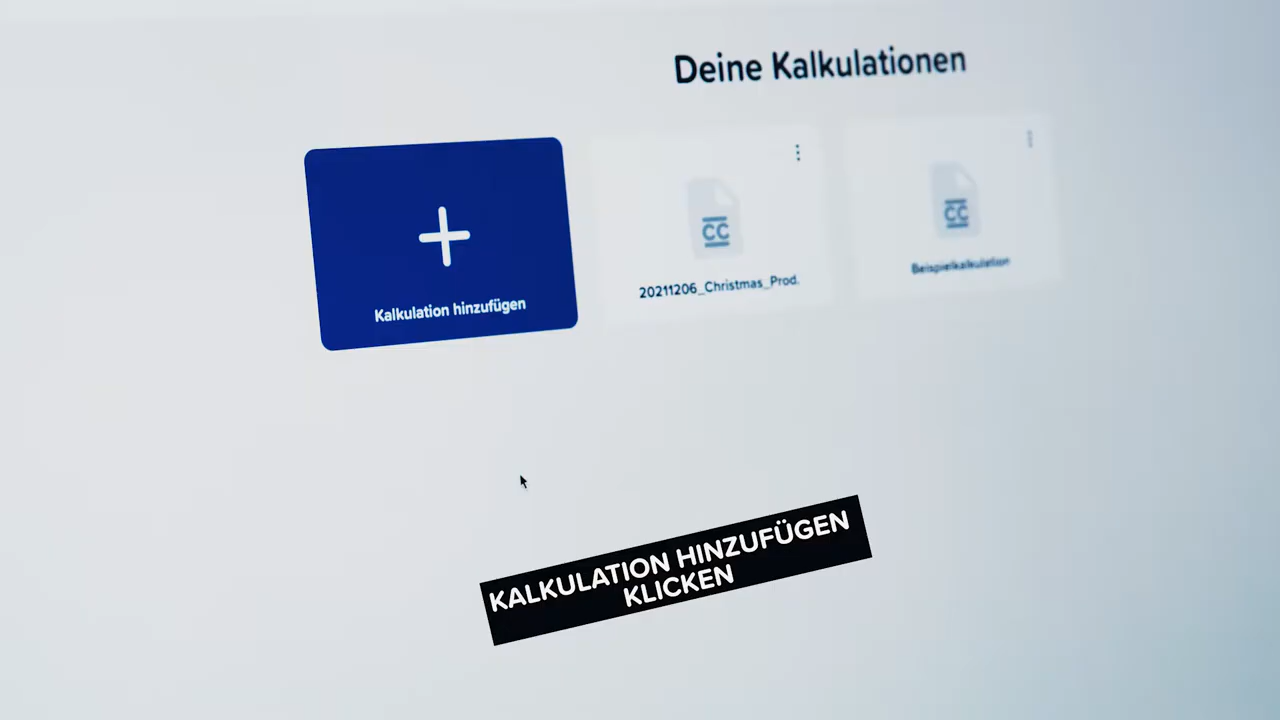 Deine Kalkulationen
Kalkulation hinzufügen
CC
20211206_Christmas_Prod.
CC
Beispielkalkulation
KALKULATION HINZUFÜGEN
KLICKEN